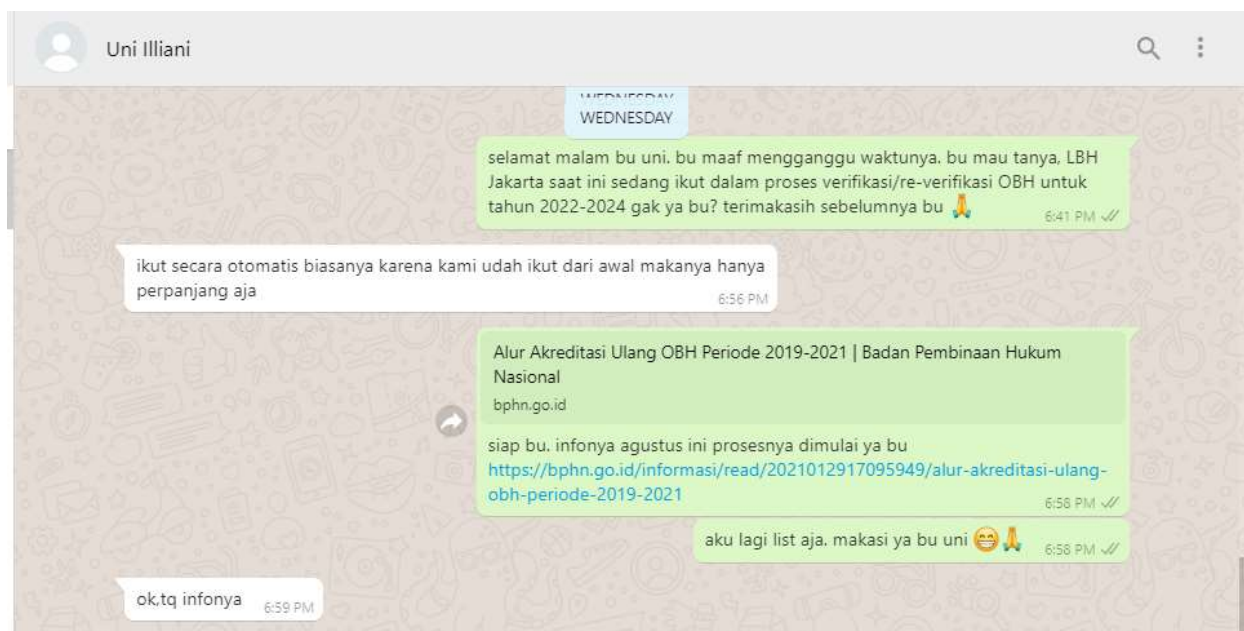 Uni Illiani
WEDNESDAY
WEDNESDAY
selamat malam bu uni. bu maaf mengganggu waktunya. bu mau tanya, LBH
Jakarta saat ini sedang ikut dalam proses verifikasi/re-verifikasi OBH untuk
tahun 2022-2024 gak ya bu? terimakasih sebelumnya bu 🙏
6:41 PM
ikut secara otomatis biasanya karena kami udah ikut dari awal makanya hanya
perpanjang aja
6:56 PM
Alur Akreditasi Ulang OBH Periode 2019-2021 | Badan Pembinaan Hukum
Nasional
bphn.go.id
siap bu. infonya agustus ini prosesnya dimulai ya bu
https://bphn.go.id/informasi/read/2021012917095949/alur-akreditasi-ulang-
obh-periode-2019-2021
6:58 PM
aku lagi list aja. makasi ya bu uni 😁🙏
6:58 PM
ok,tq infonya
6:59 PM